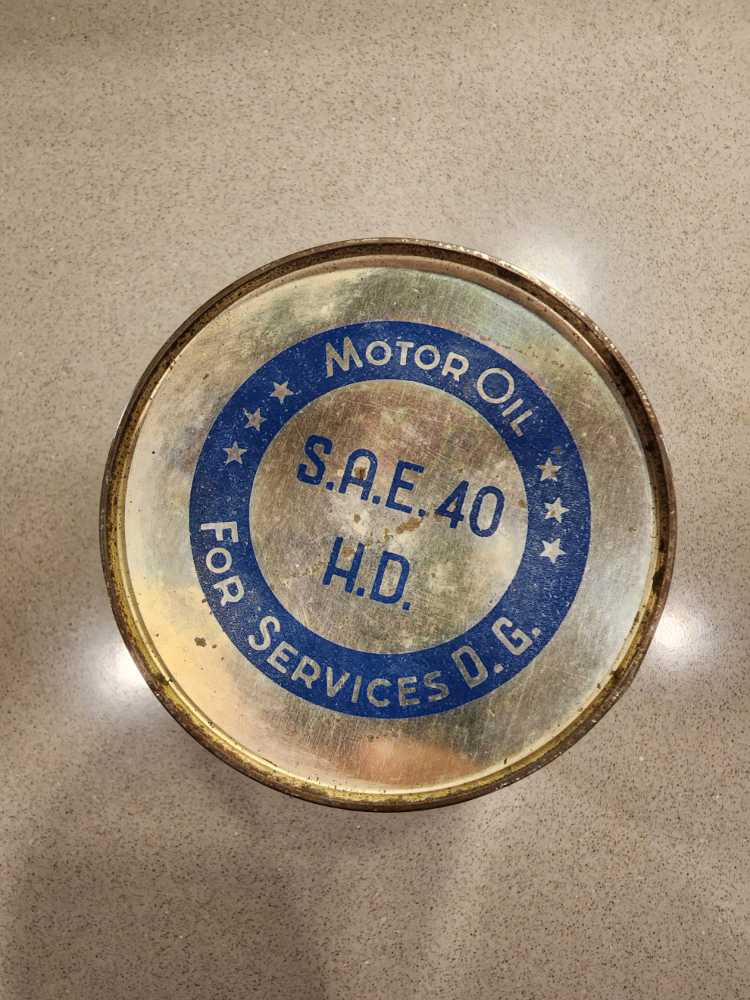 MOTOR OIL
S.A.E. 40
H.D.
FOR SERVICES D.G.